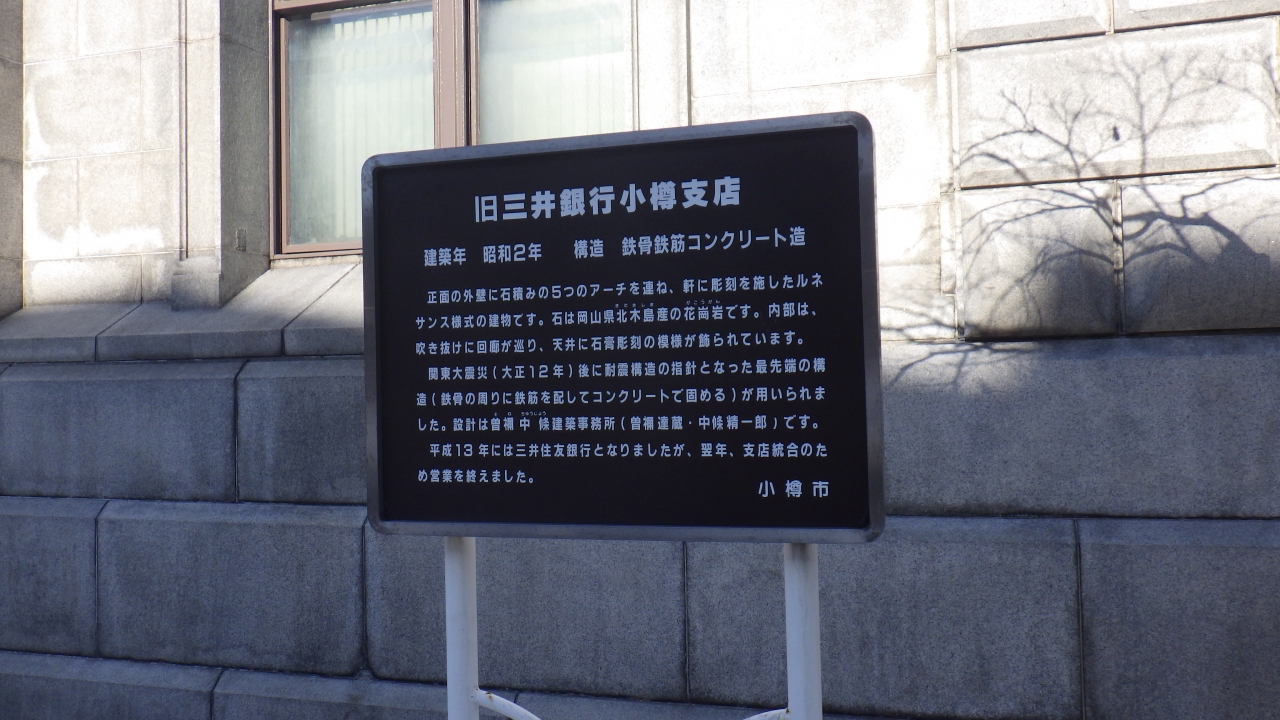 旧三井銀行小樽支店
建築年 昭和2年 構造 鉄骨鉄筋コンクリート造
正面の外壁に石積みの5つのアーチを連ね、軒に彫刻を施したルネ
サンス様式の建物です。石は岡山県北木島産の花崗岩です。内部は、
吹き抜けに回廊が巡り、天井に石膏彫刻の模様が飾られています。
関東大震災(大正12年)後に耐震構造の指針となった最先端の構
造(鉄骨の周りに鉄筋を配してコンクリートで固める)が用いられま
した。設計は曽禰中條建築事務所(曽禰達蔵・中條精一郎)です。
平成13年には三井住友銀行となりましたが、翌年、支店統合のた
め営業を終えました。
小樽市